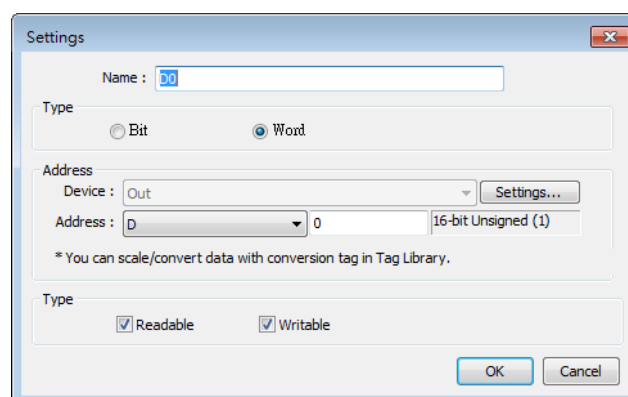 Settings
Name : D0
Type
Bit Word
Address
Device : Out Settings...
Address : D 0 16-bit Unsigned (1)
* You can scale/convert data with conversion tag in Tag Library.
Type
Readable Writable
OK Cancel